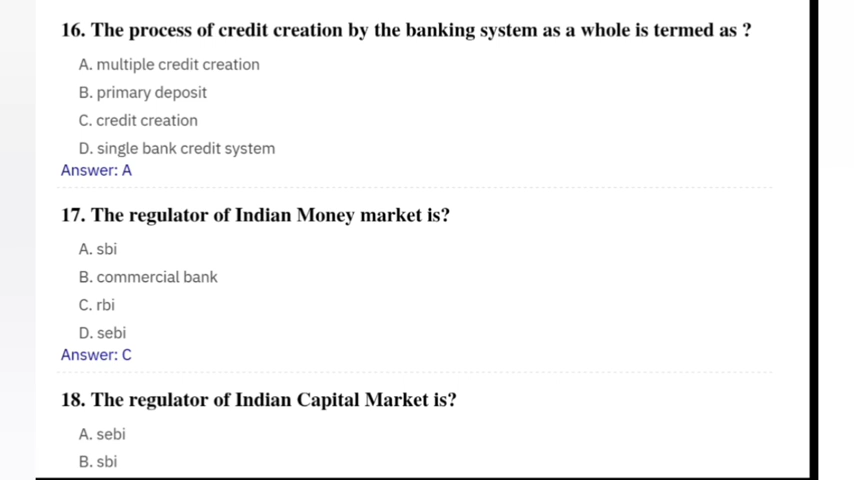 16. The process of credit creation by the banking system as a whole is termed as ?
A. multiple credit creation
B. primary deposit
C. credit creation
D. single bank credit system
Answer: A
17. The regulator of Indian Money market is?
A. sbi
B. commercial bank
C. rbi
D. sebi
Answer: C
18. The regulator of Indian Capital Market is?
A. sebi
B. sbi